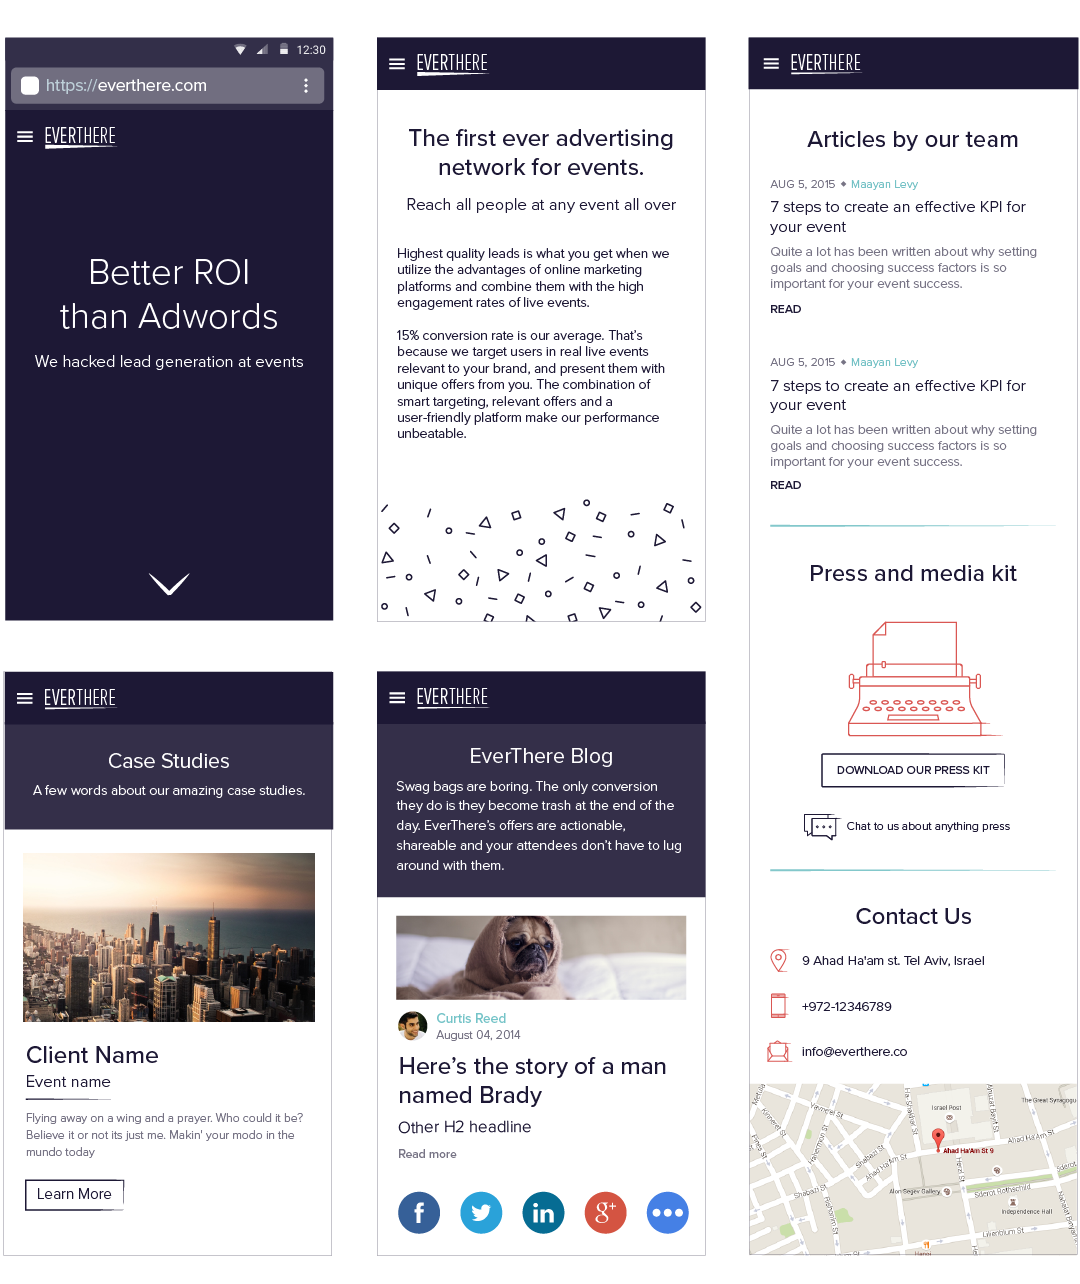 12:30
https://everthere.com
EVERTHERE
Better ROI
than Adwords
We hacked lead generation at events
EVERTHERE
The first ever advertising
network for events.
Reach all people at any event all over
Highest quality leads is what you get when we
utilize the advantages of online marketing
platforms and combine them with the high
engagement rates of live events.
15% conversion rate is our average. That's
because we target users in real live events
relevant to your brand, and present them with
unique offers from you. The combination of
smart targeting, relevant offers and a
user-friendly platform make our performance
unbeatable.
EVERTHERE
Articles by our team
AUG 5, 2015 ◆ Maayan Levy
7 steps to create an effective KPI for
your event
Quite a lot has been written about why setting
goals and choosing success factors is so
important for your event success.
READ
AUG 5, 2015 ◆ Maayan Levy
7 steps to create an effective KPI for
your event
Quite a lot has been written about why setting
goals and choosing success factors is so
important for your event success.
READ
Press and media kit
DOWNLOAD OUR PRESS KIT
Chat to us about anything press
Contact Us
9 Ahad Ha'am st. Tel Aviv, Israel
+972-12346789
info@everthere.co
Yavne'el St
HaShakhar St
Israel Post
The Great Synagogu
Ahad Ha'Am St
Ahad Ha'Am St 9
Shabazi St
Ahad Ha'Am St
Herzl St
Alon Segev Gallery
Sderot Rothschild
Independence Hall
Shabazi St
Lilienblum St
Hanoi
EVERTHERE
Case Studies
A few words about our amazing case studies.
Client Name
Event name
Flying away on a wing and a prayer. Who could it be?
Believe it or not its just me. Makin' your modo in the
mundo today
Learn More
EVERTHERE
EverThere Blog
Swag bags are boring. The only conversion
they do is they become trash at the end of the
day. EverThere's offers are actionable,
shareable and your attendees don't have to lug
around with them.
Curtis Reed
August 04, 2014
Here's the story of a man
named Brady
Other H2 headline
Read more
f
in
g+